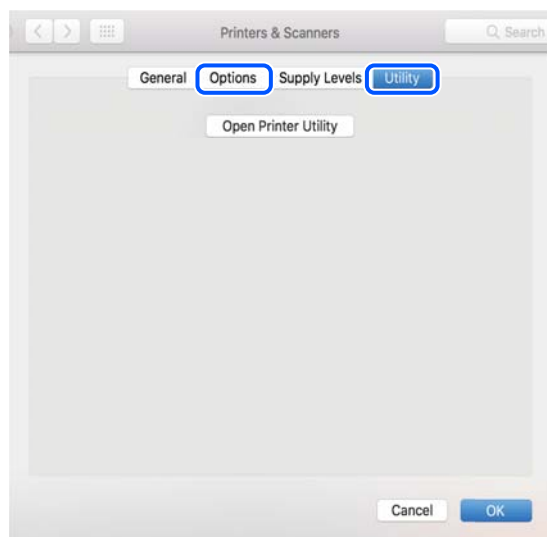 Printers & Scanners Search
General Options Supply Levels Utility
Open Printer Utility
Cancel OK